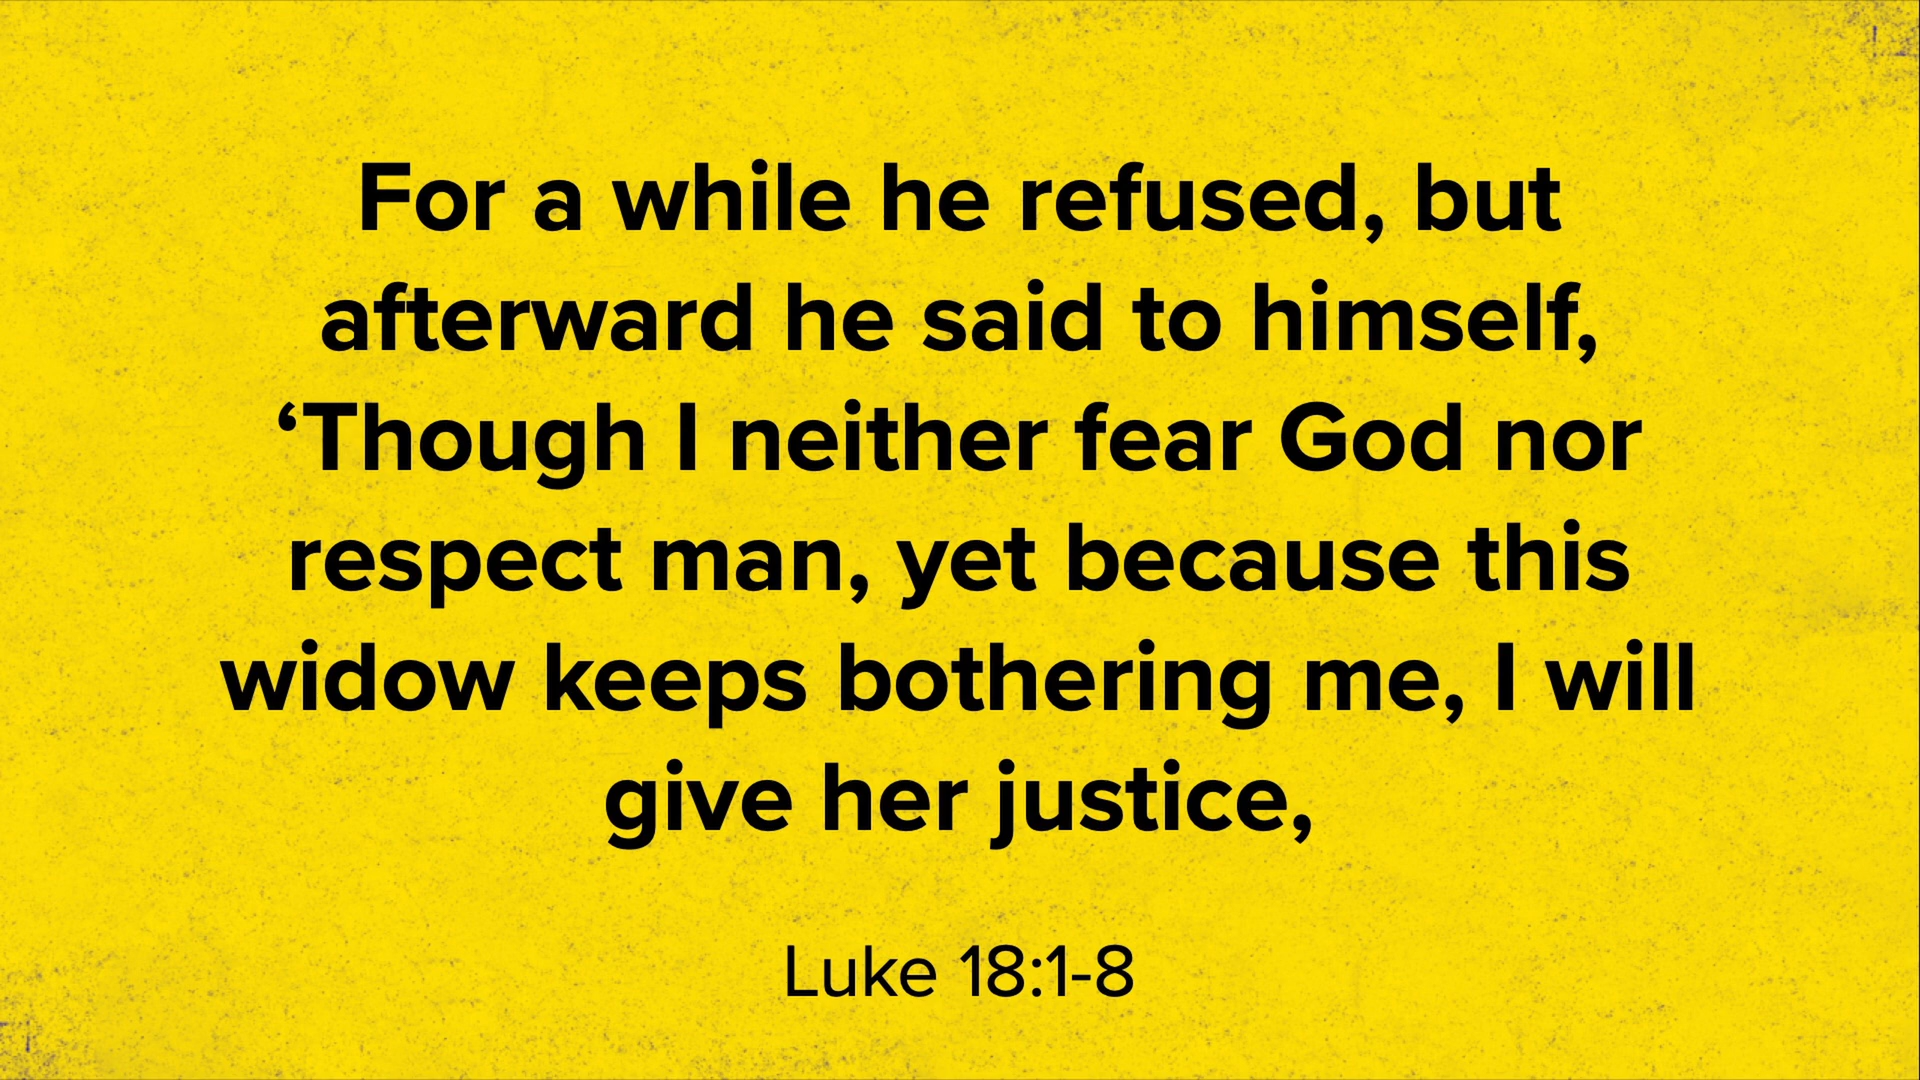 For a while he refused, but
afterward he said to himself,
‘Though I neither fear God nor
respect man, yet because this
widow keeps bothering me, I will
give her justice,
Luke 18:1-8